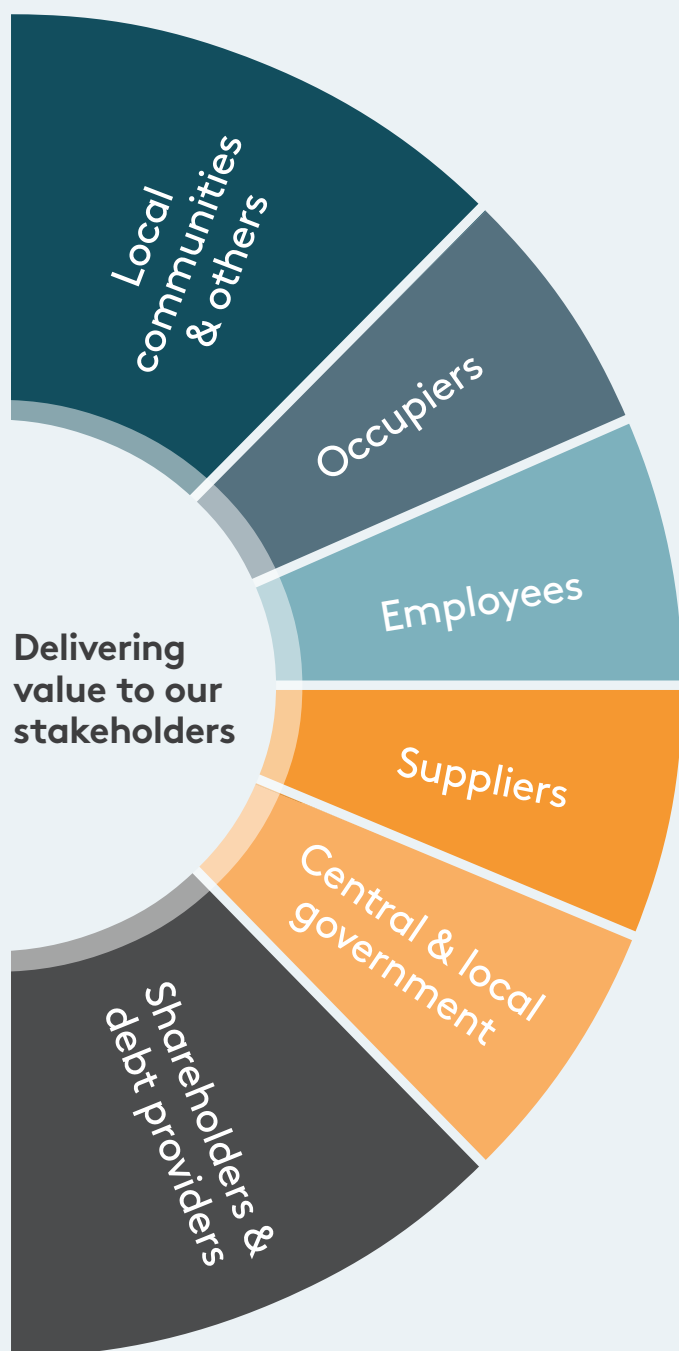 Local
communities
& others
Occupiers
Employees
Delivering
value to our
stakeholders
Suppliers
Central & local
government
Shareholders &
debt providers